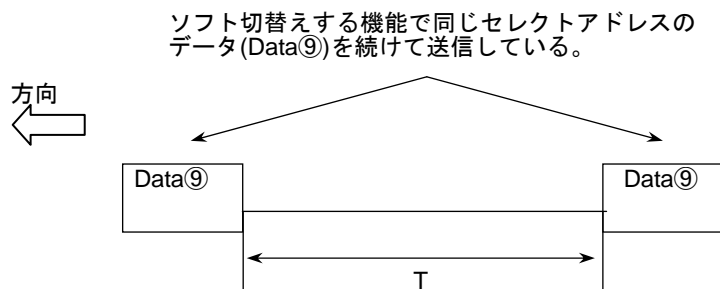 ソフト切替えする機能で同じセレクトアドレスの
データ(Data⑨)を続けて送信している。
方向
Data⑨
Data⑨
T